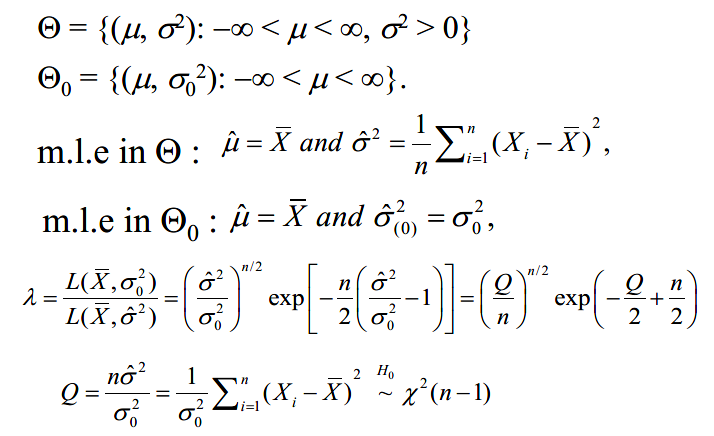 Θ = {(μ, σ²): −∞ < μ < ∞, σ² > 0}
Θ₀ = {(μ, σ₀²): −∞ < μ < ∞}.
m.l.e in Θ : μ̂ = X̄ and σ̂² = 1/n ∑ᵢ₌₁ⁿ (Xᵢ − X̄)²,
m.l.e in Θ₀ : μ̂ = X̄ and σ̂²₍₀₎ = σ₀²,
λ = L(X̄, σ₀²)/L(X̄, σ̂²) = (σ̂²/σ₀²)^{n/2} exp[−n/2(σ̂²/σ₀² − 1)] = (Q/n)^{n/2} exp(−Q/2 + n/2)
Q = nσ̂²/σ₀² = 1/σ₀² ∑ᵢ₌₁ⁿ (Xᵢ − X̄)² ~^{H₀} χ²(n−1)